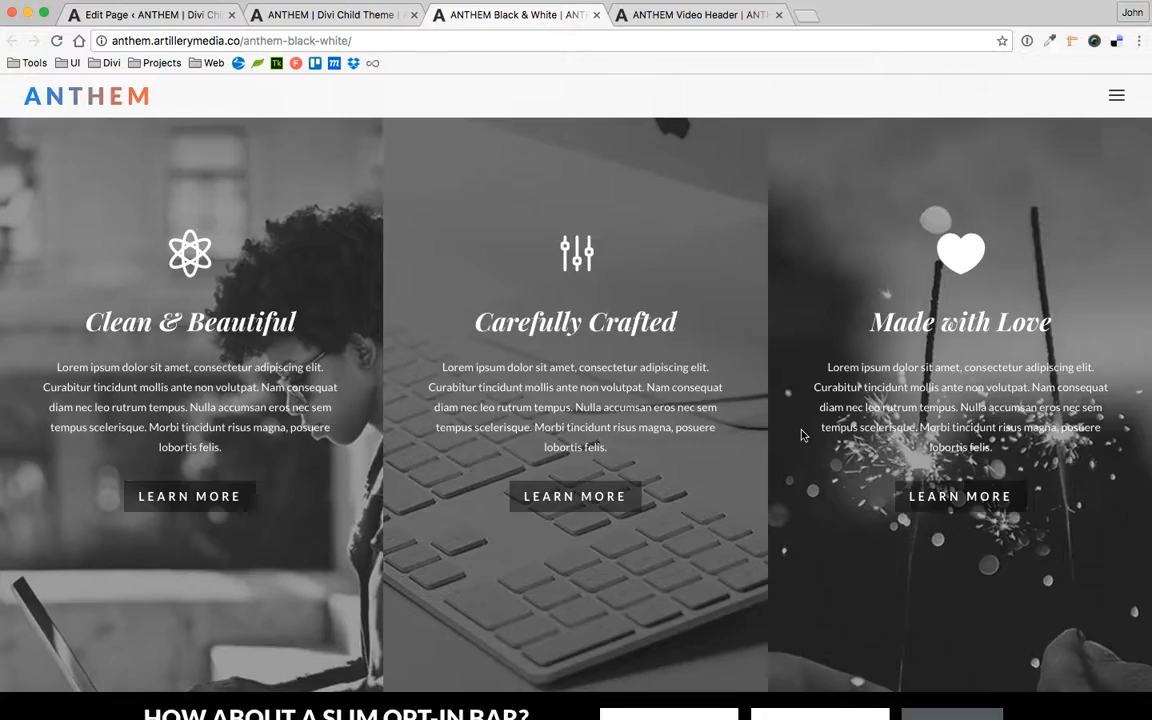 Edit Page ‹ ANTHEM | Divi Chi
ANTHEM | Divi Child Theme | A
ANTHEM Black & White | ANT
ANTHEM Video Header | ANT
John
anthem.artillerymedia.co/anthem-black-white/
Tools UI Divi Projects Web
ANTHEM
Clean & Beautiful
Lorem ipsum dolor sit amet, consectetur adipiscing elit.
Curabitur tincidunt mollis ante non volutpat. Nam consequat
diam nec leo rutrum tempus. Nulla accumsan eros nec sem
tempus scelerisque. Morbi tincidunt risus magna, posuere
lobortis felis.
LEARN MORE
Carefully Crafted
Lorem ipsum dolor sit amet, consectetur adipiscing elit.
Curabitur tincidunt mollis ante non volutpat. Nam consequat
diam nec leo rutrum tempus. Nulla accumsan eros nec sem
tempus scelerisque. Morbi tincidunt risus magna, posuere
lobortis felis.
LEARN MORE
Made with Love
Lorem ipsum dolor sit amet, consectetur adipiscing elit.
Curabitur tincidunt mollis ante non volutpat. Nam consequat
diam nec leo rutrum tempus. Nulla accumsan eros nec sem
tempus scelerisque. Morbi tincidunt risus magna, posuere
lobortis felis.
LEARN MORE
HOW ABOUT A SLIM OPT-IN BAR?